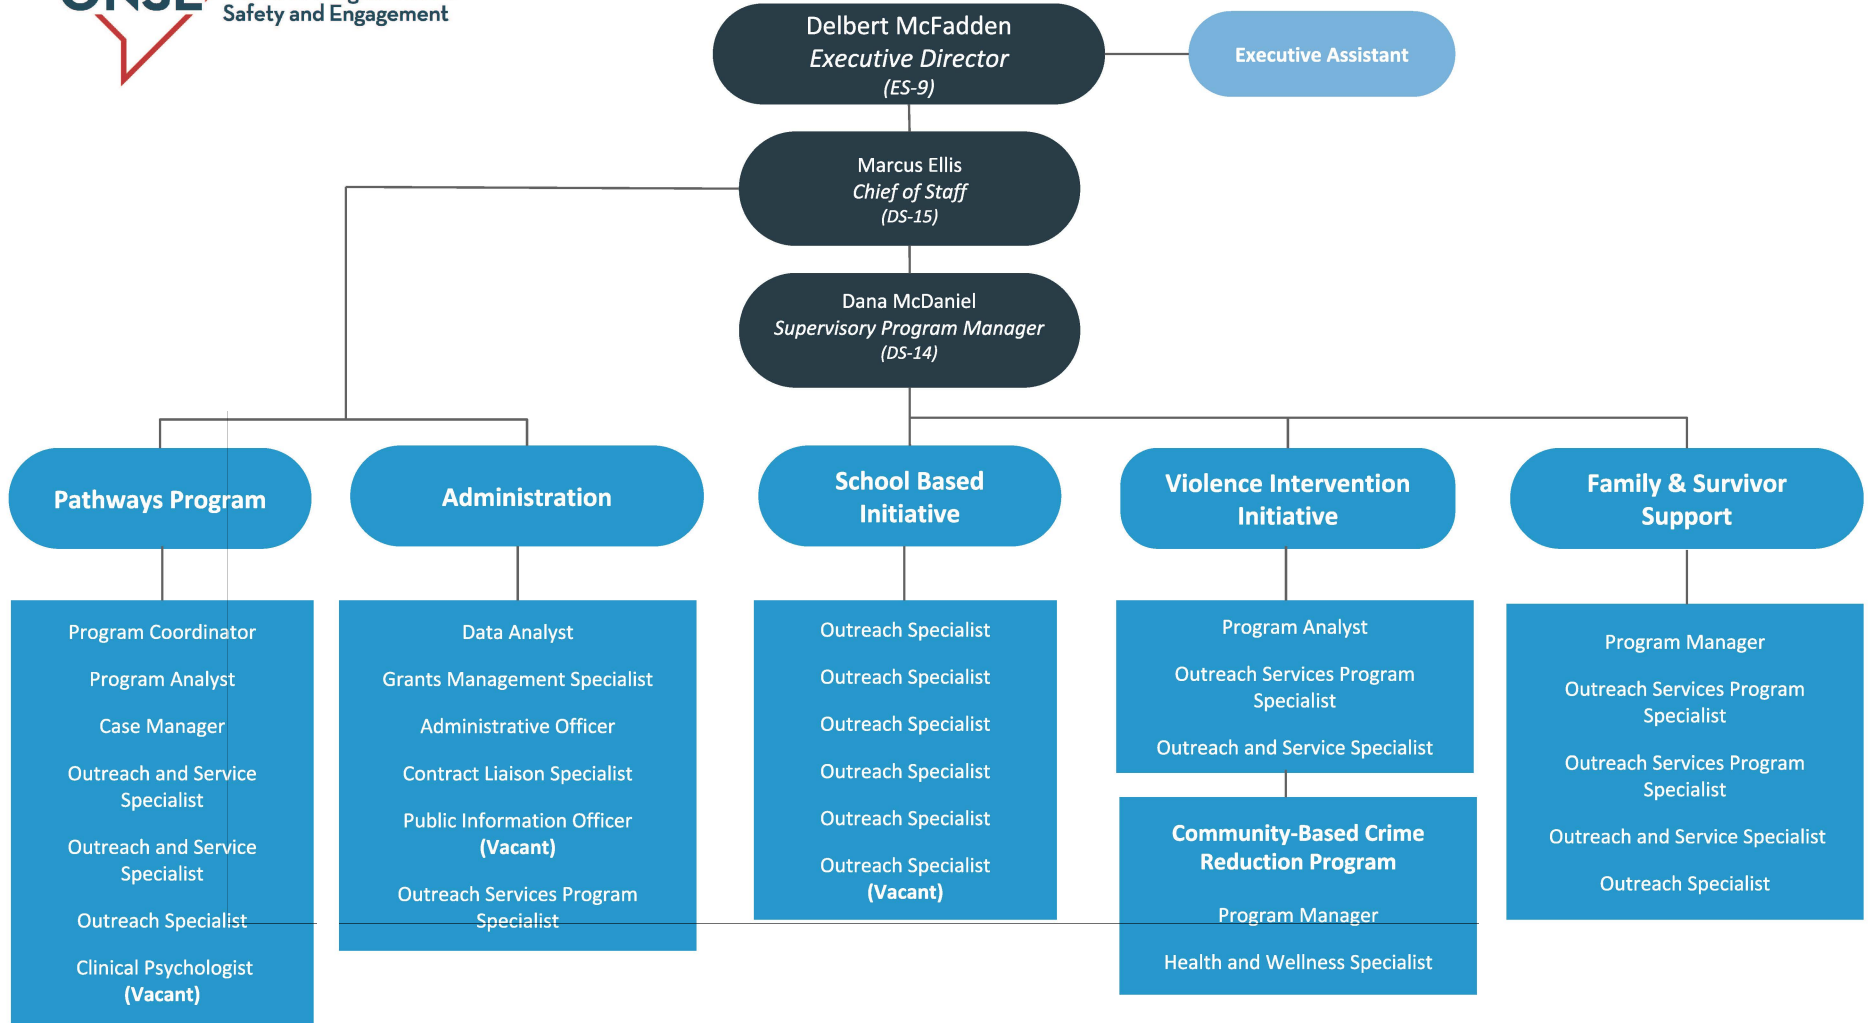 Safety and Engagement
Delbert McFadden
Executive Director
(ES-9)
Executive Assistant
Marcus Ellis
Chief of Staff
(DS-15)
Dana McDaniel
Supervisory Program Manager
(DS-14)
Pathways Program
Program Coordinator
Program Analyst
Case Manager
Outreach and Service
Specialist
Outreach and Service
Specialist
Outreach Specialist
Clinical Psychologist
(Vacant)
Administration
Data Analyst
Grants Management Specialist
Administrative Officer
Contract Liaison Specialist
Public Information Officer
(Vacant)
Outreach Services Program
Specialist
School Based
Initiative
Outreach Specialist
Outreach Specialist
Outreach Specialist
Outreach Specialist
Outreach Specialist
Outreach Specialist
(Vacant)
Violence Intervention
Initiative
Program Analyst
Outreach Services Program
Specialist
Outreach and Service Specialist
Community-Based Crime
Reduction Program
Program Manager
Health and Wellness Specialist
Family & Survivor
Support
Program Manager
Outreach Services Program
Specialist
Outreach Services Program
Specialist
Outreach and Service Specialist
Outreach Specialist